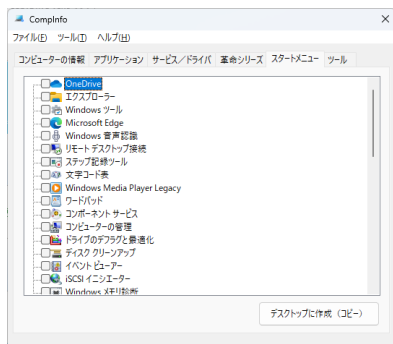 CompInfo
ファイル(F) ツール(T) ヘルプ(H)
コンピューターの情報 アプリケーション サービス/ドライバ 革命シリーズ スタートメニュー ツール
OneDrive
エクスプローラー
Windows ツール
Microsoft Edge
Windows 音声認識
リモート デスクトップ接続
ステップ記録ツール
文字コード表
Windows Media Player Legacy
ワードパッド
コンポーネント サービス
コンピューターの管理
ドライブのデフラグと最適化
ディスク クリーンアップ
イベント ビューアー
iSCSI イニシエーター
Windows メモリ診断
デスクトップに作成（コピー）